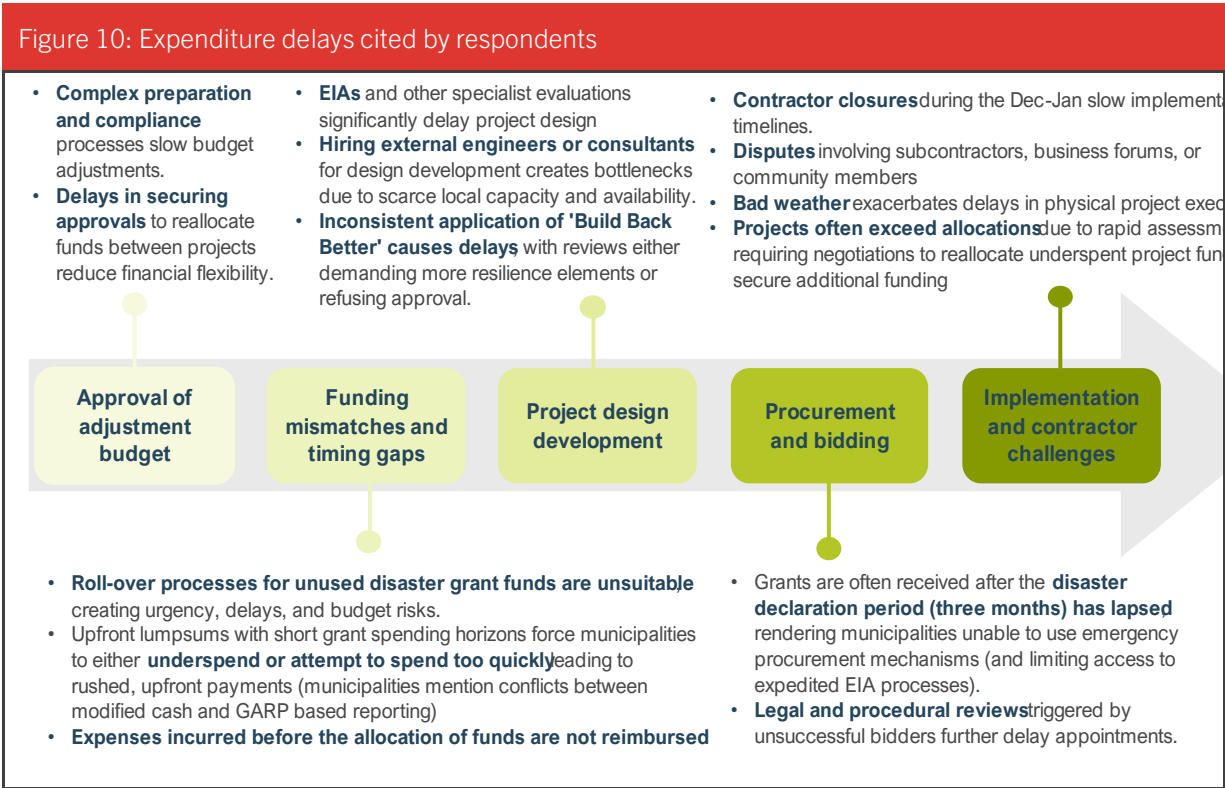 Figure 10: Expenditure delays cited by respondents
• Complex preparation
and compliance
processes slow budget
adjustments.
• Delays in securing
approvals to reallocate
funds between projects
reduce financial flexibility.
• EIAs and other specialist evaluations
significantly delay project design
• Hiring external engineers or consultants
for design development creates bottlenecks
due to scarce local capacity and availability.
• Inconsistent application of 'Build Back
Better' causes delays, with reviews either
demanding more resilience elements or
refusing approval.
• Contractor closures during the Dec-Jan slow
timelines.
• Disputes involving subcontractors, business forums, or
community members
• Bad weather exacerbates delays in physical project
• Projects often exceed allocations due to rapid
requiring negotiations to reallocate underspent project
secure additional funding
Approval of
adjustment
budget
Funding
mismatches and
timing gaps
Project design
development
Procurement
and bidding
Implementation
and contractor
challenges
• Roll-over processes for unused disaster grant funds are unsuitable,
creating urgency, delays, and budget risks.
• Upfront lumpsums with short grant spending horizons force municipalities
to either underspend or attempt to spend too quickly leading to
rushed, upfront payments (municipalities mention conflicts between
modified cash and GARP based reporting)
• Expenses incurred before the allocation of funds are not reimbursed
• Grants are often received after the disaster
declaration period (three months) has lapsed,
rendering municipalities unable to use emergency
procurement mechanisms (and limiting access to
expedited EIA processes).
• Legal and procedural reviews triggered by
unsuccessful bidders further delay appointments.